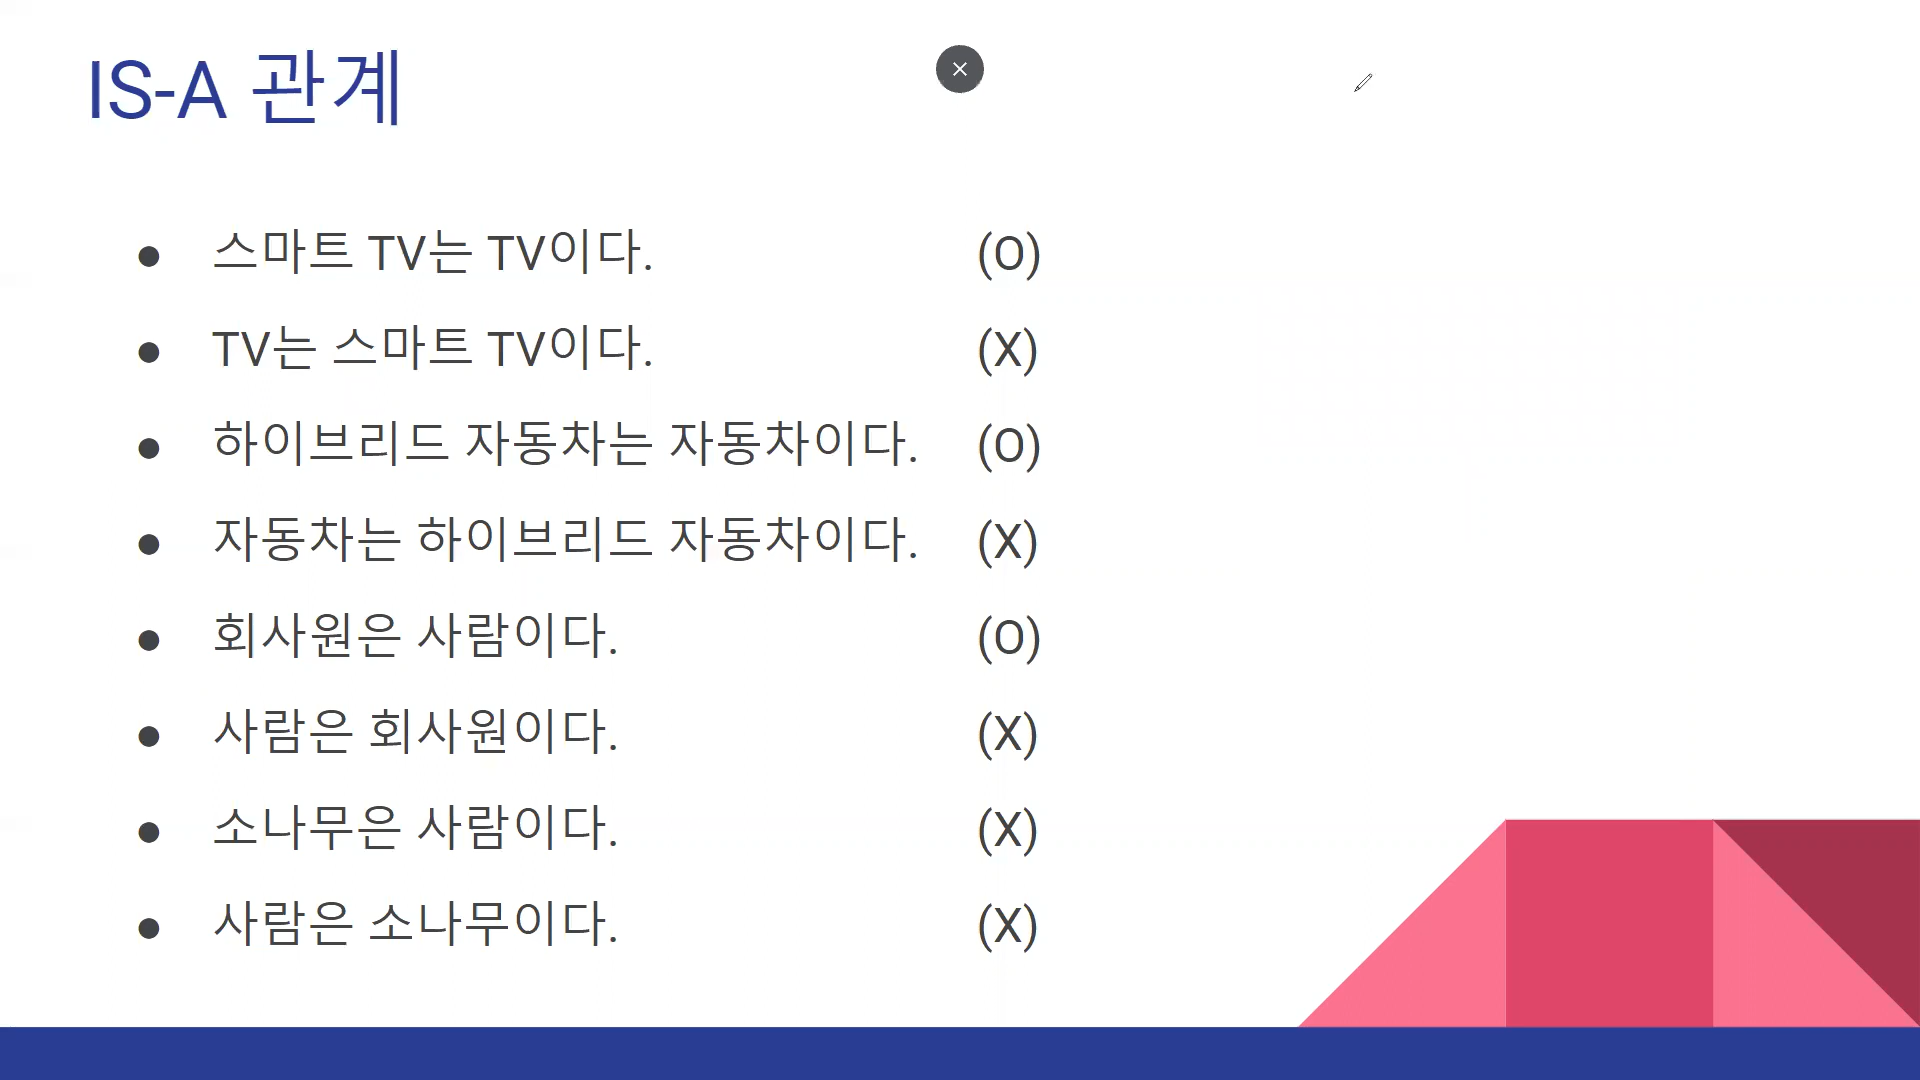 IS-A 관계
● 스마트 TV는 TV이다. (O)
● TV는 스마트 TV이다. (X)
● 하이브리드 자동차는 자동차이다. (O)
● 자동차는 하이브리드 자동차이다. (X)
● 회사원은 사람이다. (O)
● 사람은 회사원이다. (X)
● 소나무은 사람이다. (X)
● 사람은 소나무이다. (X)